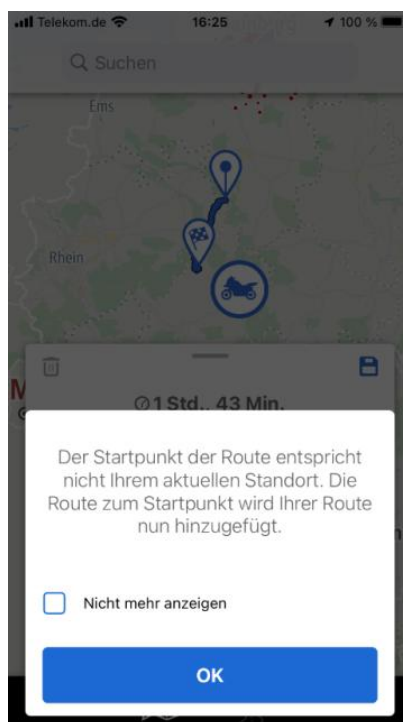 Telekom.de 16:25 100 %
Suchen
Ems
Rhein
M
1 Std., 43 Min.
Der Startpunkt der Route entspricht
nicht Ihrem aktuellen Standort. Die
Route zum Startpunkt wird Ihrer Route
nun hinzugefügt.
Nicht mehr anzeigen
OK